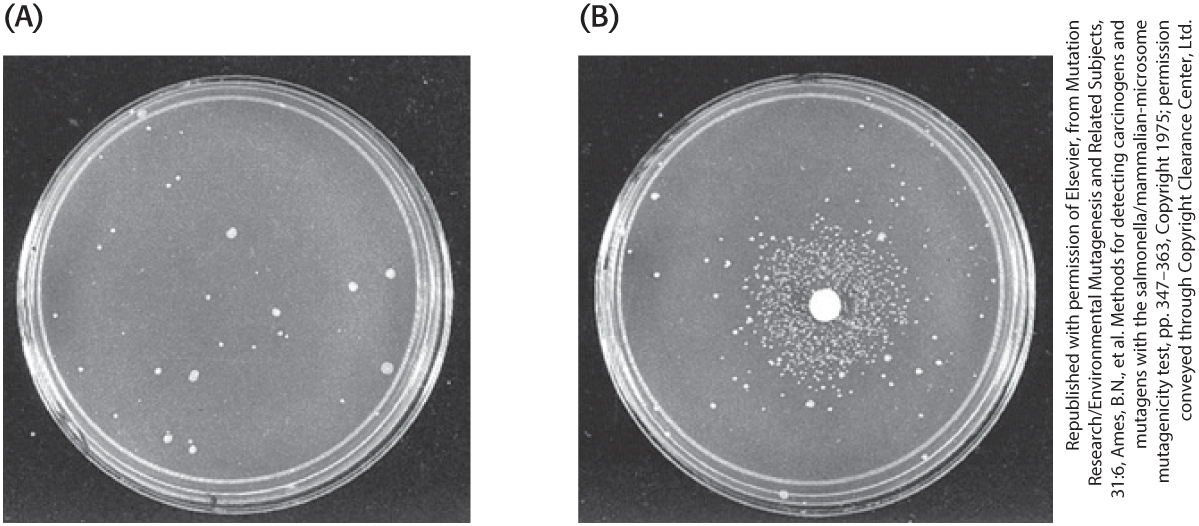 (A)
(B)
Republished with permission of Elsevier, from Mutation
Research/Environmental Mutagenesis and Related Subjects,
31:6, Ames, B.N., et al. Methods for detecting carcinogens and
mutagens with the salmonella/mammalian-microsome
mutagenicity test, pp. 347–363, Copyright 1975; permission
conveyed through Copyright Clearance Center, Ltd.